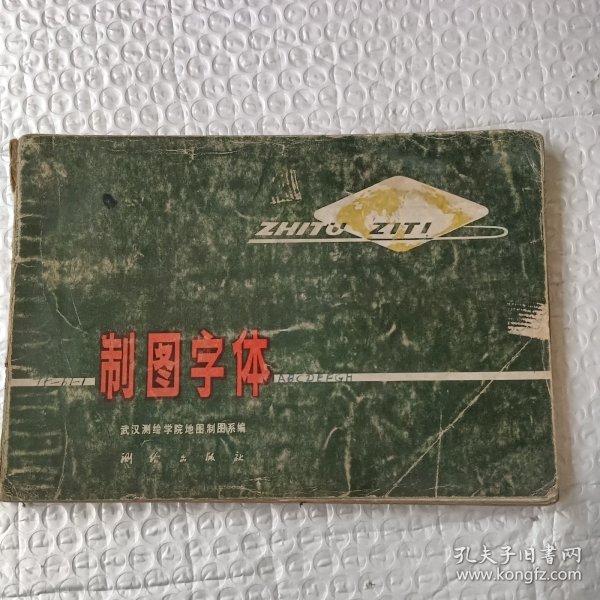 ZHITU ZITI
制图字体
ABCDEFGH
武汉测绘学院地图制图系编
测绘出版社
孔夫子旧书网
www.kongfz.com